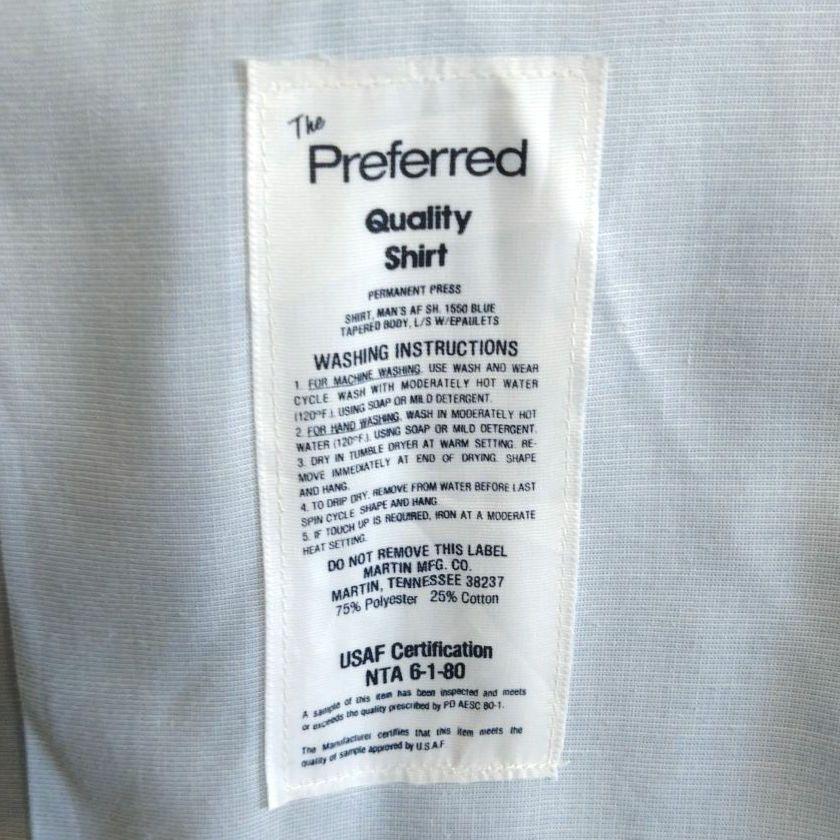 The
Preferred
Quality
Shirt
PERMANENT PRESS
SHIRT, MAN'S AF SH. 1550 BLUE
TAPERED BODY, L/S W/EPAULETS
WASHING INSTRUCTIONS
1. FOR MACHINE WASHING. USE WASH AND WEAR
CYCLE. WASH WITH MODERATELY HOT WATER
(120°F.). USING SOAP OR MILD DETERGENT.
2. FOR HAND WASHING. WASH IN MODERATELY HOT
WATER (120°F.). USING SOAP OR MILD DETERGENT.
3. DRY IN TUMBLE DRYER AT WARM SETTING. RE-
MOVE IMMEDIATELY AT END OF DRYING. SHAPE
AND HANG.
4. TO DRIP DRY. REMOVE FROM WATER BEFORE LAST
SPIN CYCLE. SHAPE AND HANG.
5. IF TOUCH UP IS REQUIRED, IRON AT A MODERATE
HEAT SETTING.
DO NOT REMOVE THIS LABEL
MARTIN MFG. CO.
MARTIN, TENNESSEE 38237
75% Polyester 25% Cotton
USAF Certification
NTA 6-1-80
A sample of this item has been inspected and meets
or exceeds the quality prescribed by PD AESC 80-1.
The Manufacturer certifies that this item meets the
quality of sample approved by U.S.A.F.